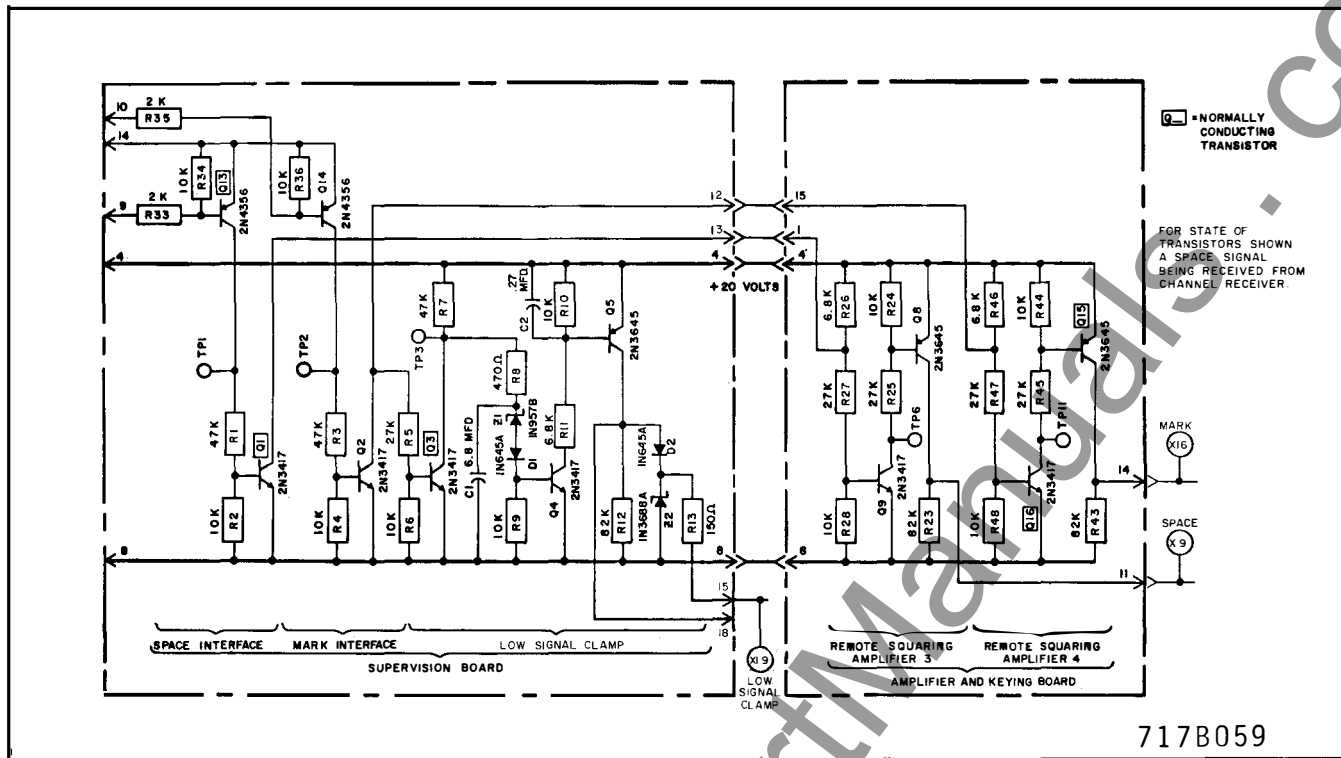 10
2 K
R35
14
10K
R34
Q13
2N4356
10K
R36
Q14
2N4356
9
2 K
R33
12
15
13
1
4
4
4
+20 VOLTS
47K
R7
.27
MFD
C2
10K
R10
Q5
2N3645
TP1
TP2
TP3
470Ω
R8
Z1
1N957B
1N645A
D1
6.8 MFD
C1
6.8K
R11
1N645A
D2
47K
R1
Q1
2N3417
47K
R3
Q2
2N3417
27K
R5
Q3
2N3417
Q4
2N3417
10K
R2
10K
R4
10K
R6
10K
R9
82K
R12
1N3688A
Z2
R13
150Ω
8
8
6
15
18
X19
LOW
SIGNAL
CLAMP
SPACE INTERFACE
MARK INTERFACE
LOW SIGNAL CLAMP
SUPERVISION BOARD
6.8K
R26
10K
R24
Q8
2N3645
6.8K
R46
10K
R44
Q15
2N3645
27K
R27
27K
R25
27K
R47
27K
R45
TP6
TP11
10K
R28
Q9
2N3417
82K
R23
10K
R48
Q16
2N3417
82K
R43
14
MARK
X16
SPACE
X9
11
REMOTE SQUARING
AMPLIFIER 3
REMOTE SQUARING
AMPLIFIER 4
AMPLIFIER AND KEYING BOARD
Q_ = NORMALLY
CONDUCTING
TRANSISTOR
FOR STATE OF
TRANSISTORS SHOWN
A SPACE SIGNAL
BEING RECEIVED FROM
CHANNEL RECEIVER.
717B059